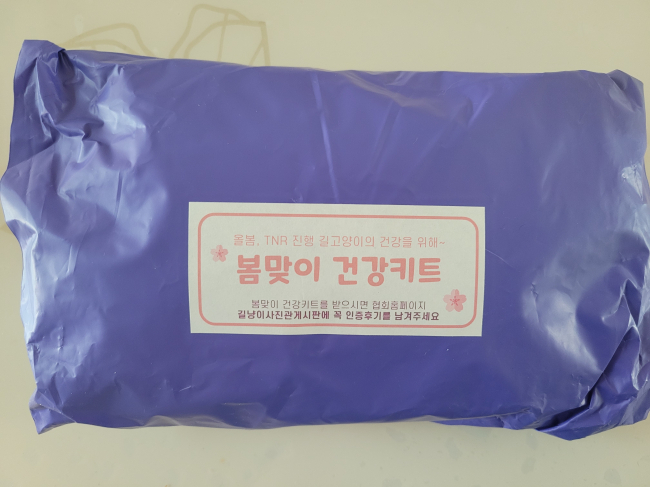 올봄, TNR 진행 길고양이의 건강을 위해~
봄맞이 건강키트
봄맞이 건강키트를 받으시면 협회홈페이지
길냥이사진관게시판에 꼭 인증후기를 남겨주세요